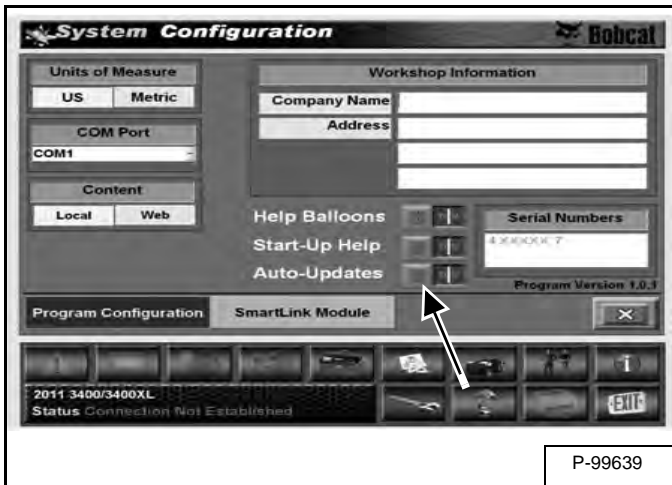 System Configuration
Bobcat
Units of Measure
US Metric
COM Port
COM1
Content
Local Web
Workshop Information
Company Name
Address
Help Balloons
Start-Up Help
Auto-Updates
Serial Numbers
Program Version 1.0.1
Program Configuration
SmartLink Module
2011 3400/3400XL
Status Connection Not Established
EXIT
P-99639